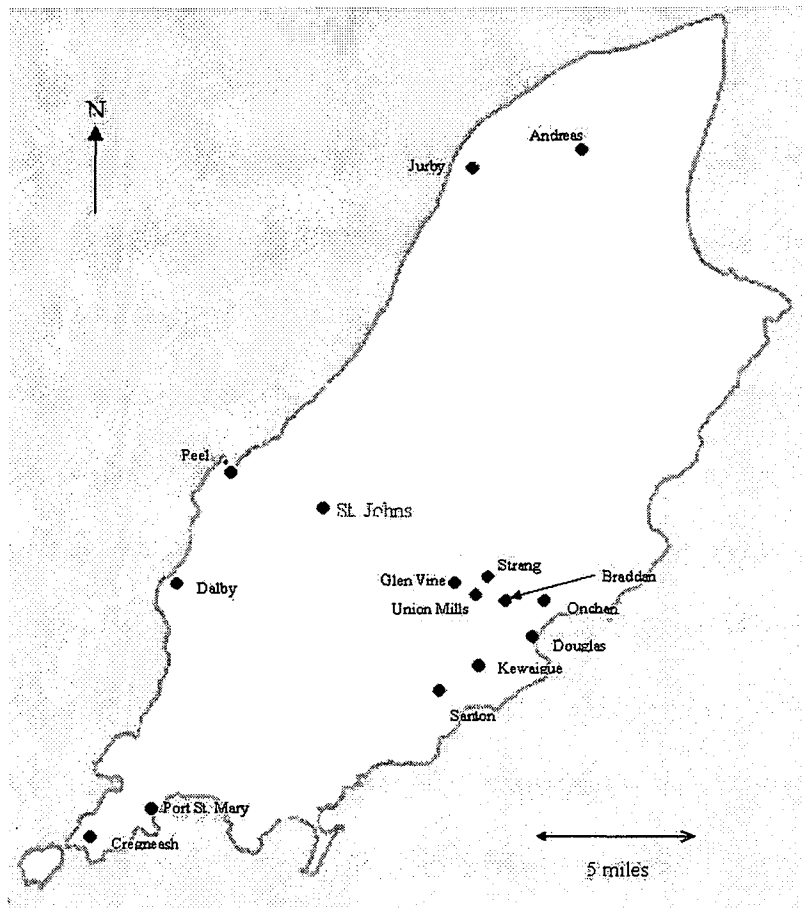 N
Andreas
Jurby
Peel
St. Johns
Strang
Glen Vine
Braddan
Dalby
Union Mills
Onchan
Douglas
Kewaigue
Santon
Port St. Mary
Cregneash
5 miles